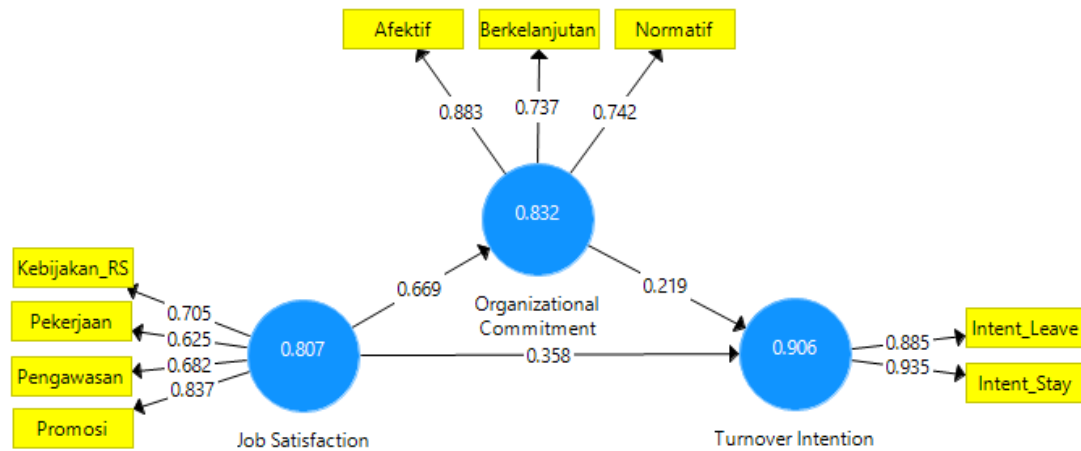 Afektif
Berkelanjutan
Normatif
0.883
0.737
0.742
0.832
Organizational
Commitment
Kebijakan_RS
Pekerjaan
Pengawasan
Promosi
0.705
0.625
0.682
0.837
0.807
Job Satisfaction
0.669
0.219
0.358
0.906
Turnover Intention
0.885
0.935
Intent_Leave
Intent_Stay